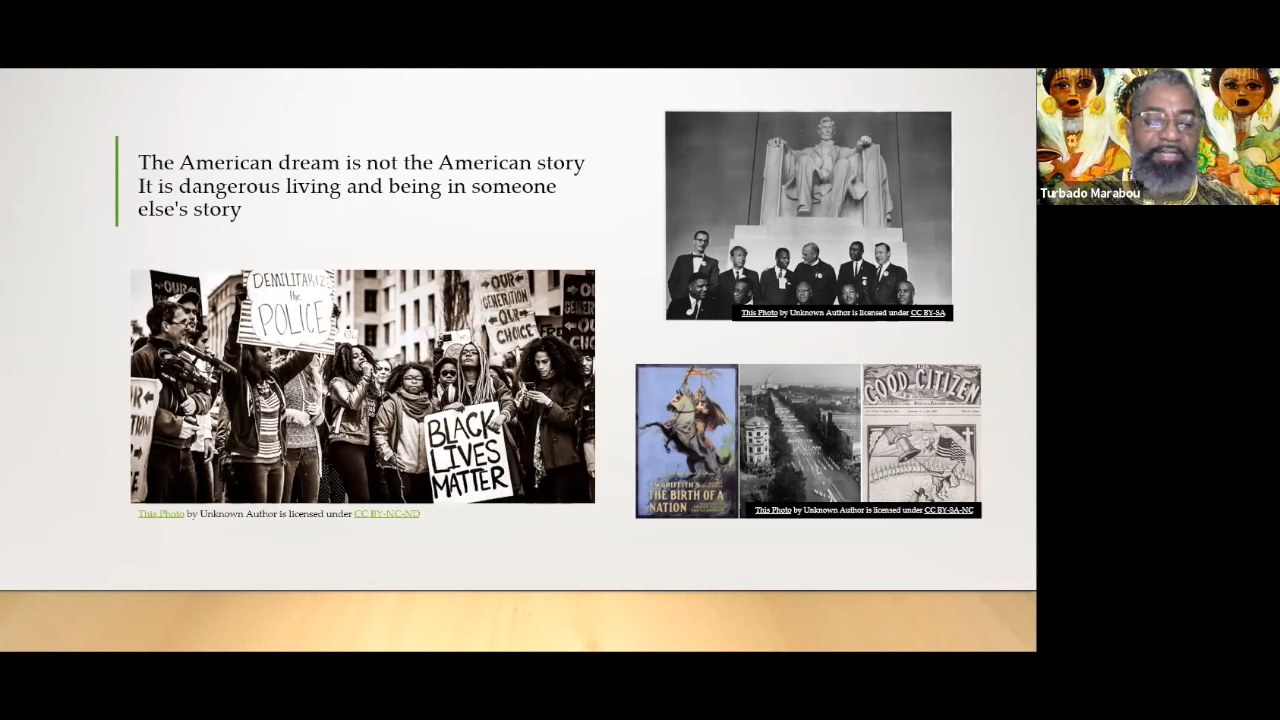 The American dream is not the American story
It is dangerous living and being in someone
else's story
DEMILITARIZE
the
POLICE
OUR
GENERATION
OUR
CHOICE
BLACK
LIVES
MATTER
This Photo by Unknown Author is licensed under CC BY-NC-ND
This Photo by Unknown Author is licensed under CC BY-SA
D.W. GRIFFITH'S
THE BIRTH OF A
NATION
GOOD CITIZEN
This Photo by Unknown Author is licensed under CC BY-SA-NC
Turbado Marabou